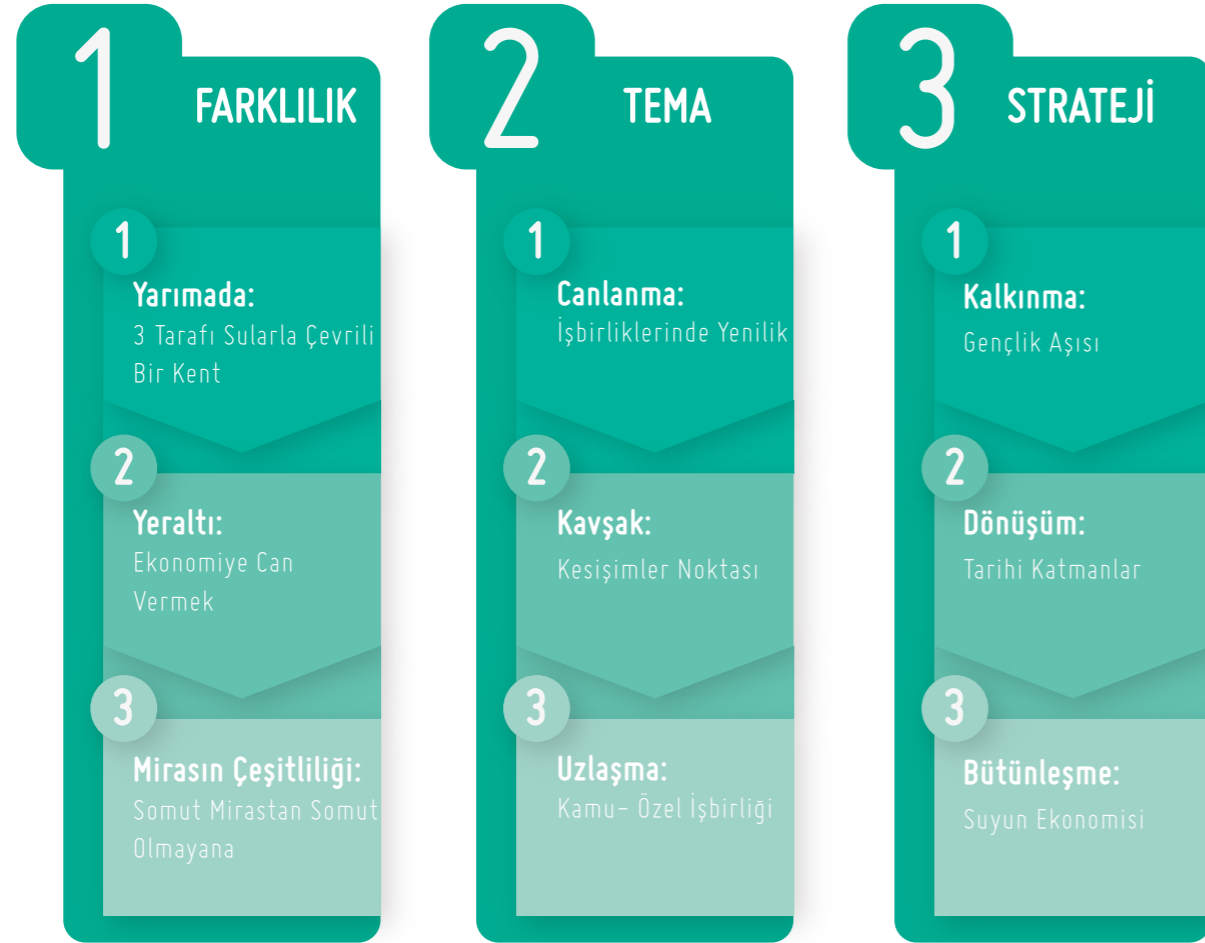 1
FARKLILIK
1
Yarımada:
3 Tarafı Sularla Çevrili
Bir Kent
2
Yeraltı:
Ekonomiye Can
Vermek
3
Mirasın Çeşitliliği:
Somut Mirastan Somut
Olmayana
2
TEMA
1
Canlanma:
İşbirliklerinde Yenilik
2
Kavşak:
Kesişimler Noktası
3
Uzlaşma:
Kamu- Özel İşbirliği
3
STRATEJİ
1
Kalkınma:
Gençlik Aşısı
2
Dönüşüm:
Tarihi Katmanlar
3
Bütünleşme:
Suyun Ekonomisi